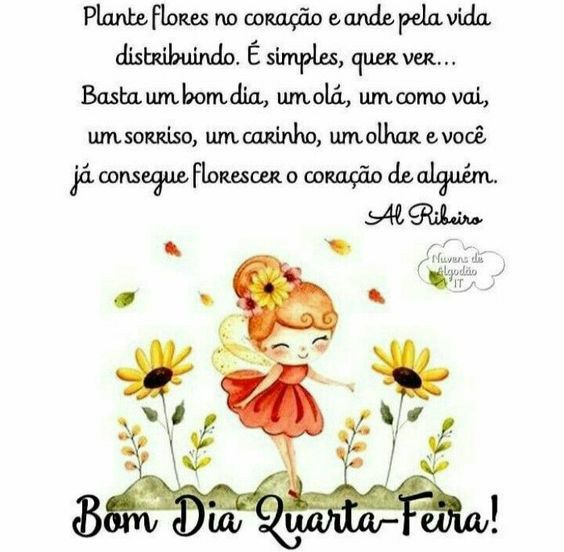 Plante flores no coração e ande pela vida
distribuindo. É simples, quer ver...
Basta um bom dia, um olá, um como vai,
um sorriso, um carinho, um olhar e você
já consegue florescer o coração de alguém.
Al Ribeiro
Nuvens de
Algodão
IT
Bom Dia Quarta-Feira!